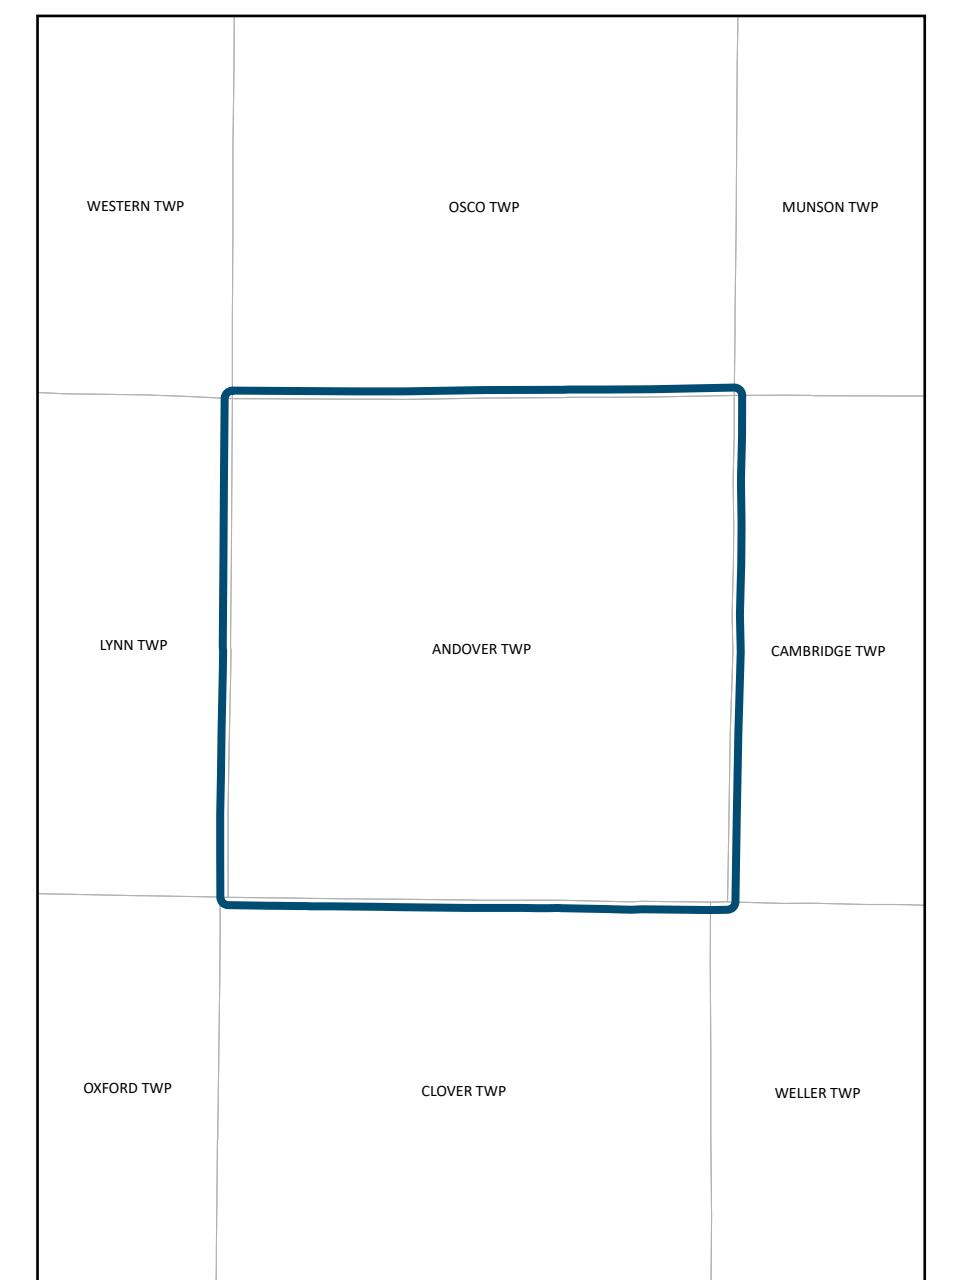 WESTERN TWP
OSCO TWP
MUNSON TWP
LYNN TWP
ANDOVER TWP
CAMBRIDGE TWP
OXFORD TWP
CLOVER TWP
WELLER TWP